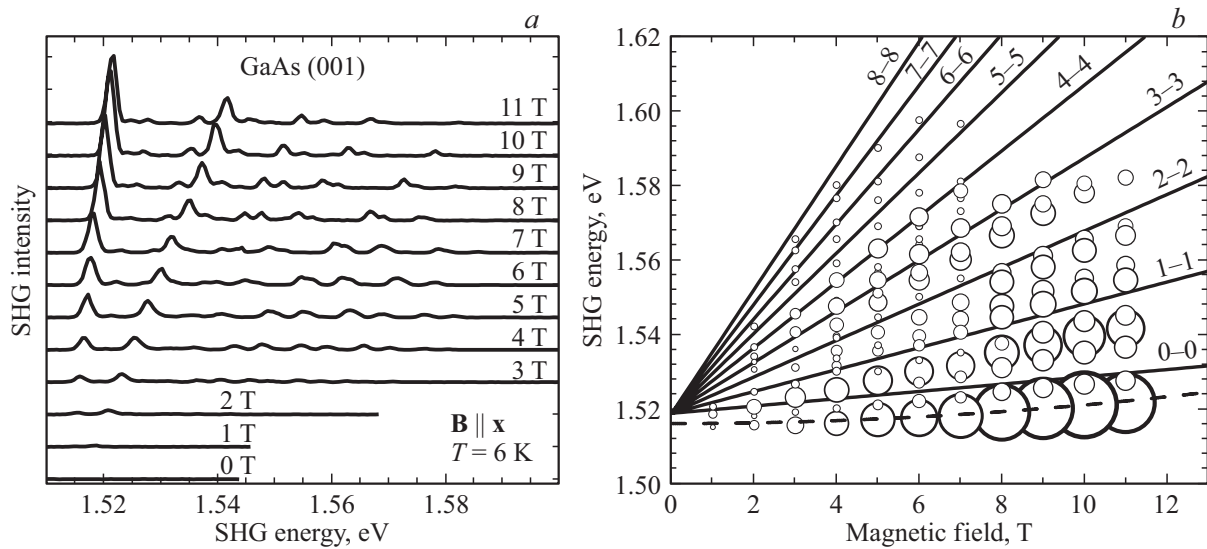 a
GaAs (001)
11 T
10 T
9 T
8 T
7 T
6 T
5 T
4 T
3 T
2 T
1 T
0 T
B || x
T = 6 K
SHG intensity
1.52
1.54
1.56
1.58
SHG energy, eV
b
1.62
1.60
1.58
1.56
1.54
1.52
1.50
SHG energy, eV
8–8
7–7
6–6
5–5
4–4
3–3
2–2
1–1
0–0
0
2
4
6
8
10
12
Magnetic field, T